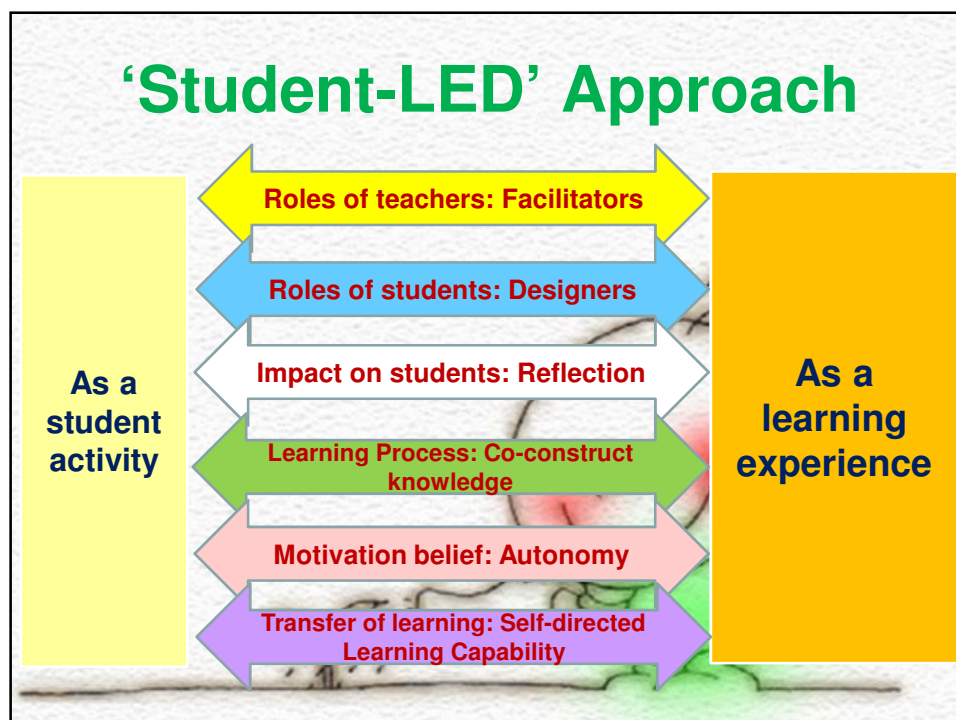 ‘Student-LED’ Approach
As a
student
activity
Roles of teachers: Facilitators
Roles of students: Designers
Impact on students: Reflection
Learning Process: Co-construct
knowledge
Motivation belief: Autonomy
Transfer of learning: Self-directed
Learning Capability
As a
learning
experience